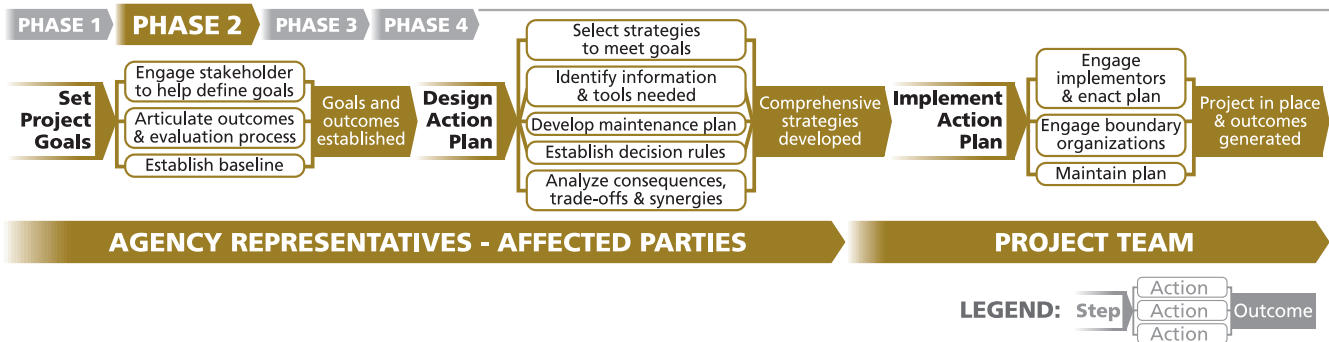 PHASE 1
PHASE 2
PHASE 3
PHASE 4
Set
Project
Goals
Engage stakeholder
to help define goals
Articulate outcomes
& evaluation process
Establish baseline
Goals and
outcomes
established
Design
Action
Plan
Select strategies
to meet goals
Identify information
& tools needed
Develop maintenance plan
Establish decision rules
Analyze consequences,
trade-offs & synergies
Comprehensive
strategies
developed
Implement
Action
Plan
Engage
implementors
& enact plan
Engage boundary
organizations
Maintain plan
Project in place
& outcomes
generated
AGENCY REPRESENTATIVES - AFFECTED PARTIES
PROJECT TEAM
LEGEND:
Step
Action
Action
Action
Outcome